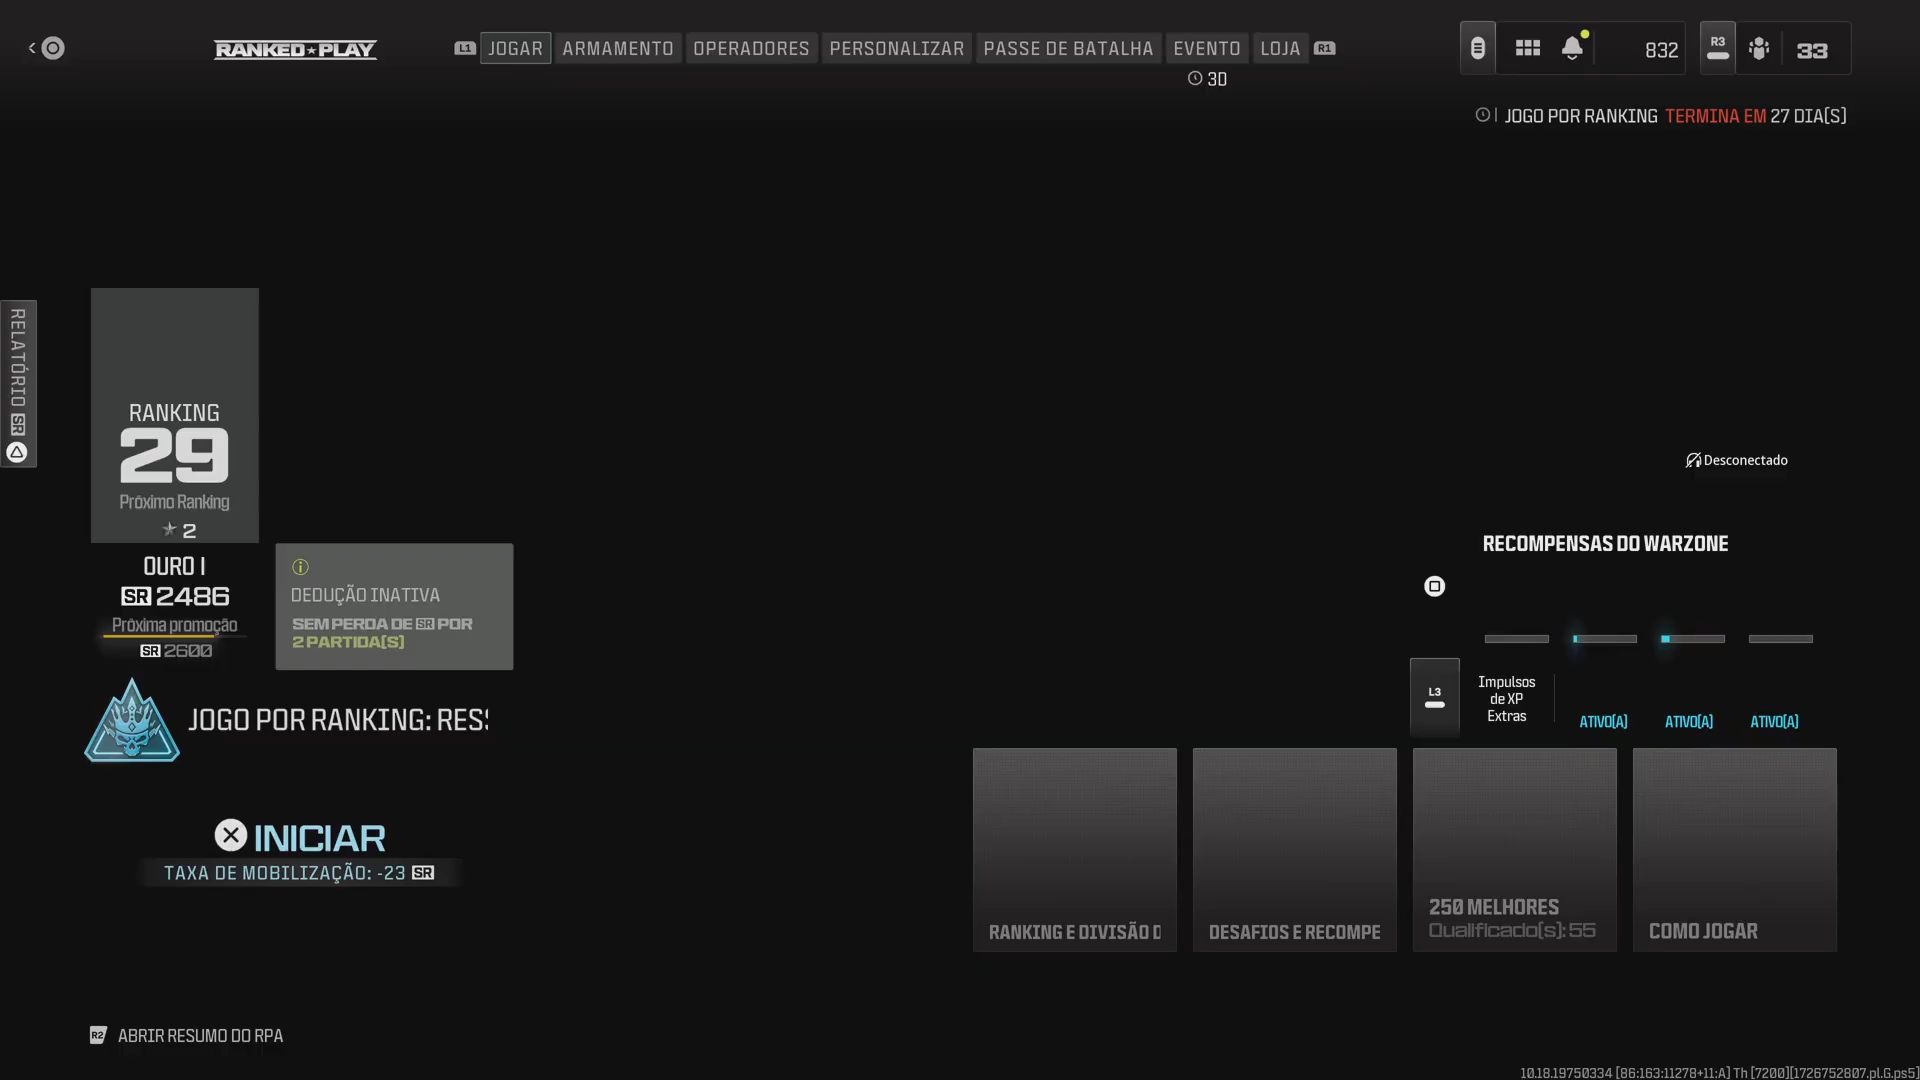 RANKED★PLAY
L1 JOGAR ARMAMENTO OPERADORES PERSONALIZAR PASSE DE BATALHA EVENTO LOJA R1
3D
832
R3
33
JOGO POR RANKING TERMINA EM 27 DIA(S)
RELATÓRIO SR
RANKING
29
Próximo Ranking
2
OURO I
SR 2486
Próxima promoção
SR 2600
DEDUÇÃO INATIVA
SEM PERDA DE SR POR
2 PARTIDA(S)
JOGO POR RANKING: RESS
INICIAR
TAXA DE MOBILIZAÇÃO: -23 SR
Desconectado
RECOMPENSAS DO WARZONE
L3
Impulsos
de XP
Extras
ATIVO(A) ATIVO(A) ATIVO(A)
RANKING E DIVISÃO D
DESAFIOS E RECOMPE
250 MELHORES
Qualificado(s): 55
COMO JOGAR
R2 ABRIR RESUMO DO RPA
10.18.19750334 [86:163:11278+11:A] Th [7200][1726752807.pl.G.ps5]